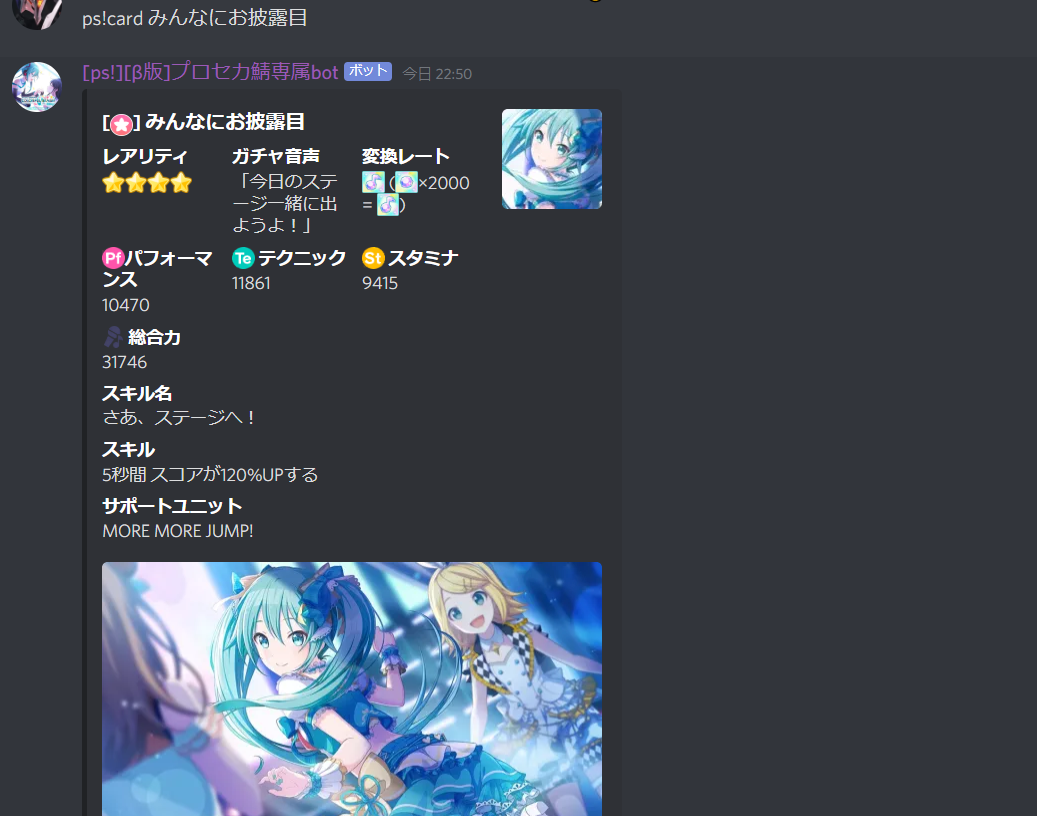 ps!card みんなにお披露目
[ps!][β版]プロセカ鯖専属bot ボット 今日 22:50
[ ] みんなにお披露目
レアリティ ガチャ音声 変換レート
「今日のステ
ージ一緒に出
ようよ！」
( ×2000
= )
Pf パフォーマ
ンス
10470
Te テクニック
11861
St スタミナ
9415
総合力
31746
スキル名
さあ、ステージへ！
スキル
5秒間 スコアが120%UPする
サポートユニット
MORE MORE JUMP!